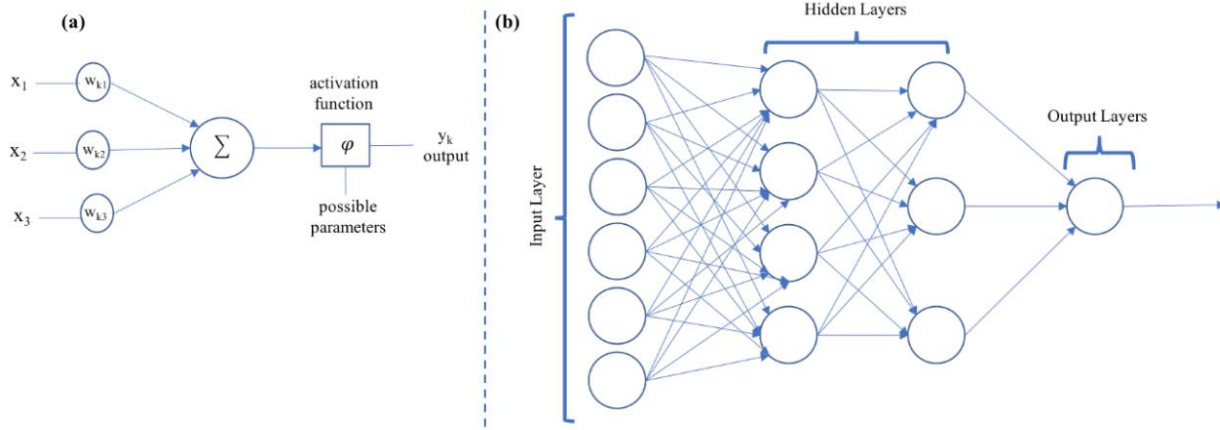 (a)
x1
wk1
x2
wk2
x3
wk3
∑
activation
function
φ
possible
parameters
yk
output
(b)
Input Layer
Hidden Layers
Output Layers